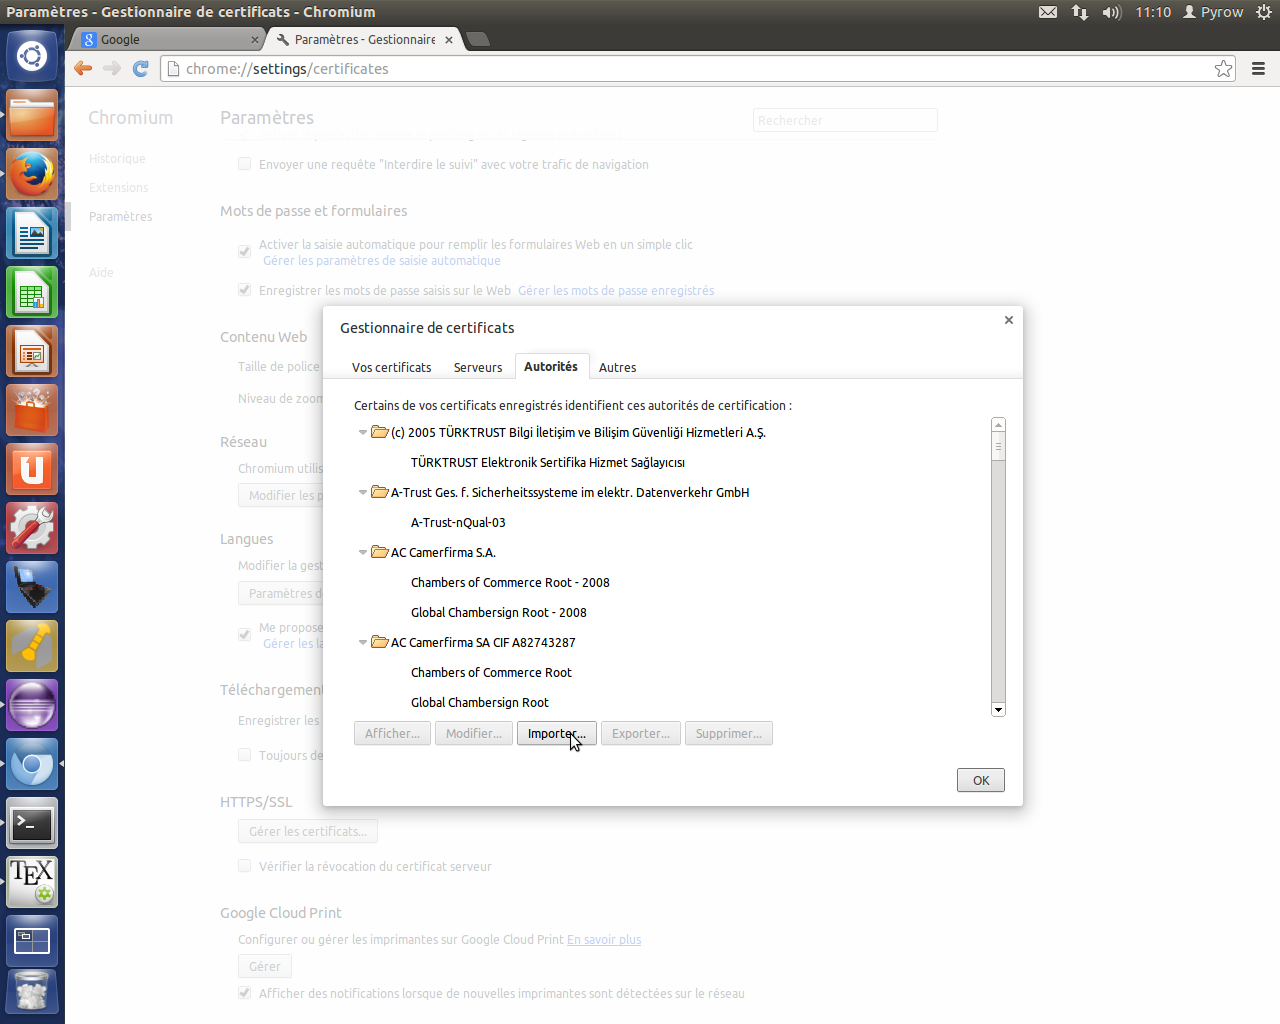 Paramètres - Gestionnaire de certificats - Chromium
11:10 Pyrow
Google
Paramètres - Gestionnaire
chrome://settings/certificates
Chromium
Historique
Extensions
Paramètres
Aide
Paramètres
Rechercher
Envoyer une requête "Interdire le suivi" avec votre trafic de navigation
Mots de passe et formulaires
Activer la saisie automatique pour remplir les formulaires Web en un simple clic
Gérer les paramètres de saisie automatique
Enregistrer les mots de passe saisis sur le Web Gérer les mots de passe enregistrés
Contenu Web
Taille de police
Niveau de zoom
Réseau
Chromium utilis
Modifier les p
Langues
Modifier la gest
Paramètres d
Me propose
Gérer les la
Téléchargement
Enregistrer les
Toujours de
HTTPS/SSL
Gérer les certificats...
Vérifier la révocation du certificat serveur
Google Cloud Print
Configurer ou gérer les imprimantes sur Google Cloud Print En savoir plus
Gérer
Afficher des notifications lorsque de nouvelles imprimantes sont détectées sur le réseau
Gestionnaire de certificats
Vos certificats Serveurs Autorités Autres
Certains de vos certificats enregistrés identifient ces autorités de certification :
(c) 2005 TÜRKTRUST Bilgi İletişim ve Bilişim Güvenliği Hizmetleri A.Ş.
TÜRKTRUST Elektronik Sertifika Hizmet Sağlayıcısı
A-Trust Ges. f. Sicherheitssysteme im elektr. Datenverkehr GmbH
A-Trust-nQual-03
AC Camerfirma S.A.
Chambers of Commerce Root - 2008
Global Chambersign Root - 2008
AC Camerfirma SA CIF A82743287
Chambers of Commerce Root
Global Chambersign Root
Afficher... Modifier... Importer... Exporter... Supprimer...
OK
TEX